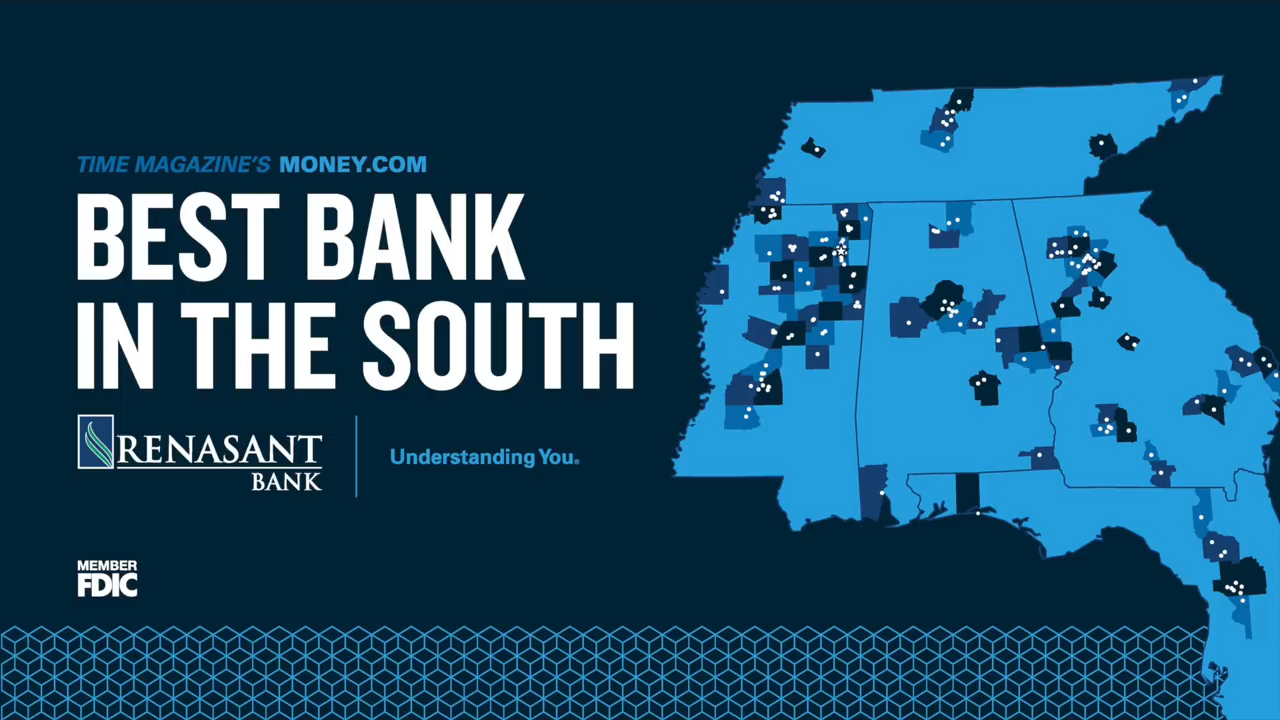 TIME MAGAZINE'S MONEY.COM
BEST BANK
IN THE SOUTH
RENASANT
BANK
Understanding You®
MEMBER
FDIC